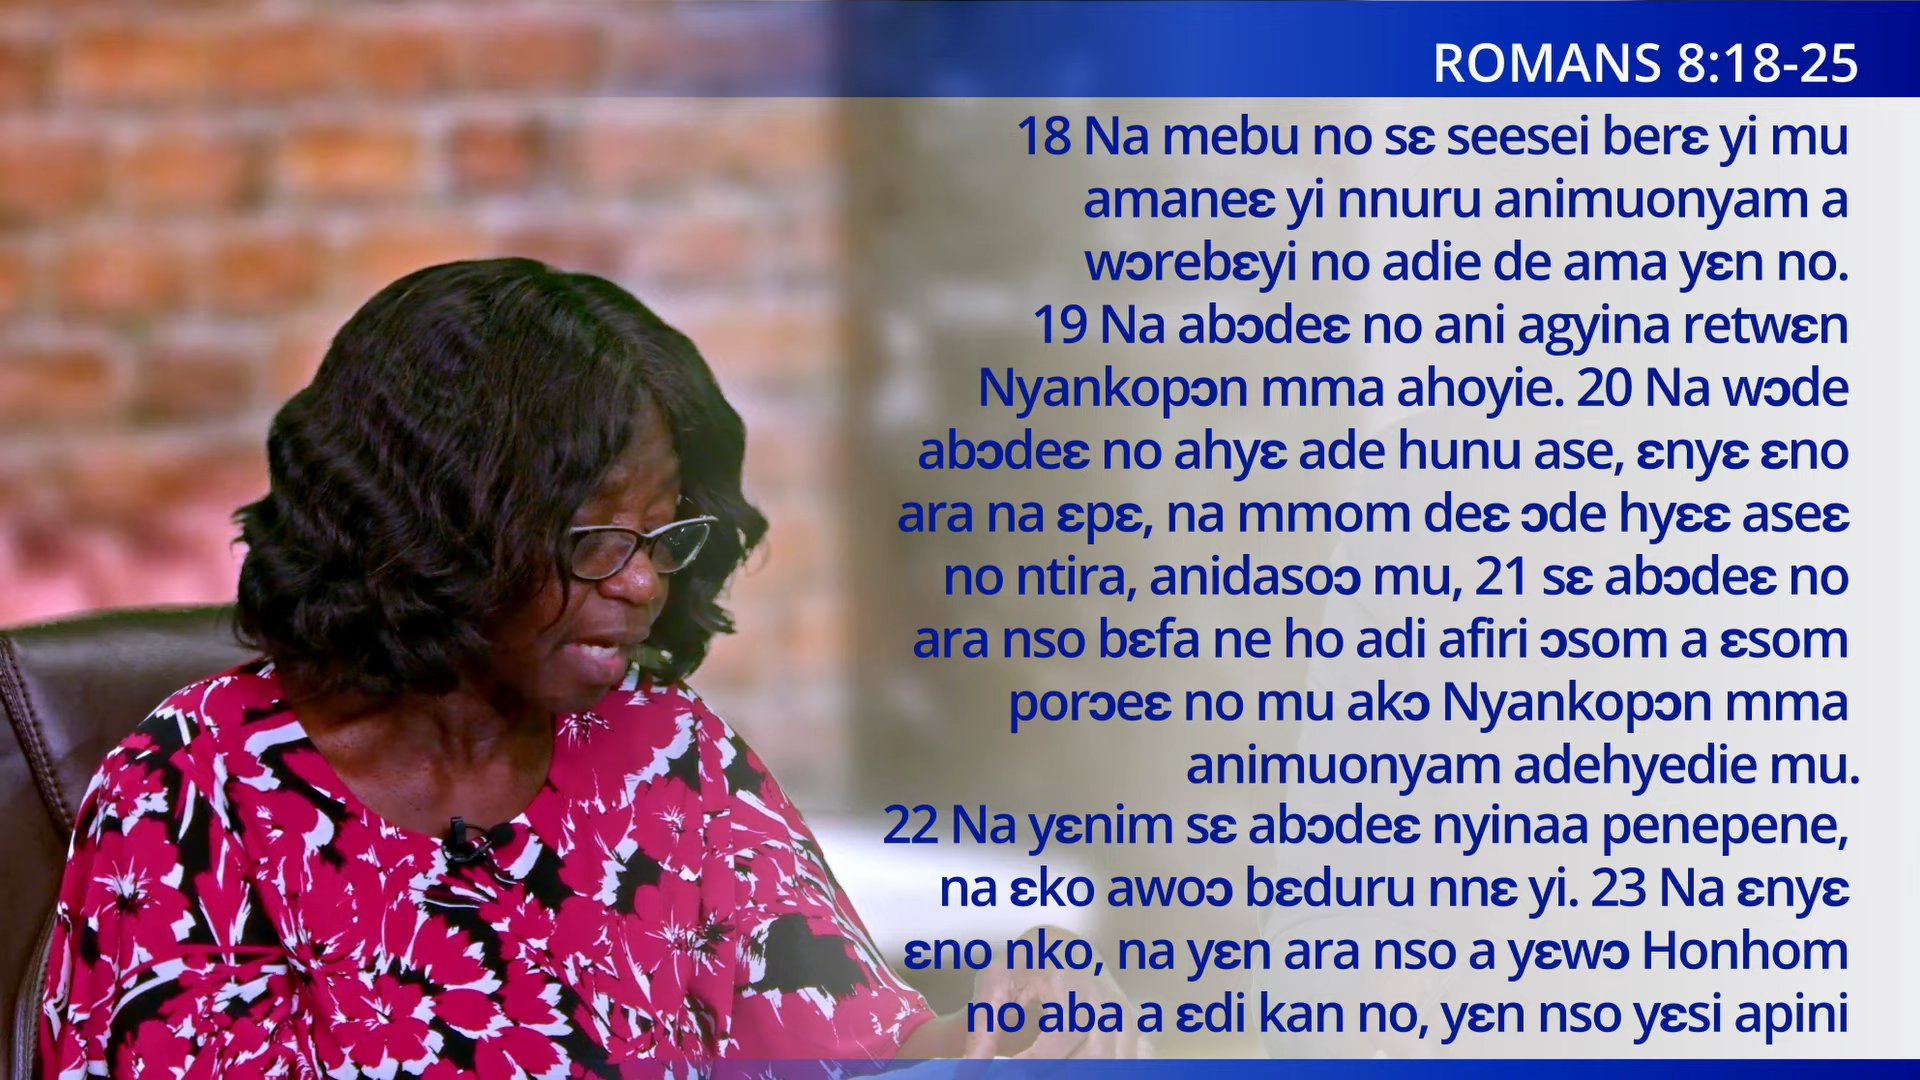 ROMANS 8:18-25
18 Na mebu no sɛ seesei berɛ yi mu
amaneɛ yi nnuru animuonyam a
wɔrebɛyi no adie de ama yɛn no.
19 Na abɔdeɛ no ani agyina retwɛn
Nyankopɔn mma ahoyie. 20 Na wɔde
abɔdeɛ no ahyɛ ade hunu ase, ɛnyɛ ɛno
ara na ɛpɛ, na mmom deɛ ɔde hyɛɛ aseɛ
no ntira, anidasoɔ mu, 21 sɛ abɔdeɛ no
ara nso bɛfa ne ho adi afiri ɔsom a ɛsom
porɔeɛ no mu akɔ Nyankopɔn mma
animuonyam adehyedie mu.
22 Na yɛnim sɛ abɔdeɛ nyinaa penepene,
na ɛko awoɔ bɛduru nnɛ yi. 23 Na ɛnyɛ
ɛno nko, na yɛn ara nso a yɛwɔ Honhom
no aba a ɛdi kan no, yɛn nso yɛsi apini